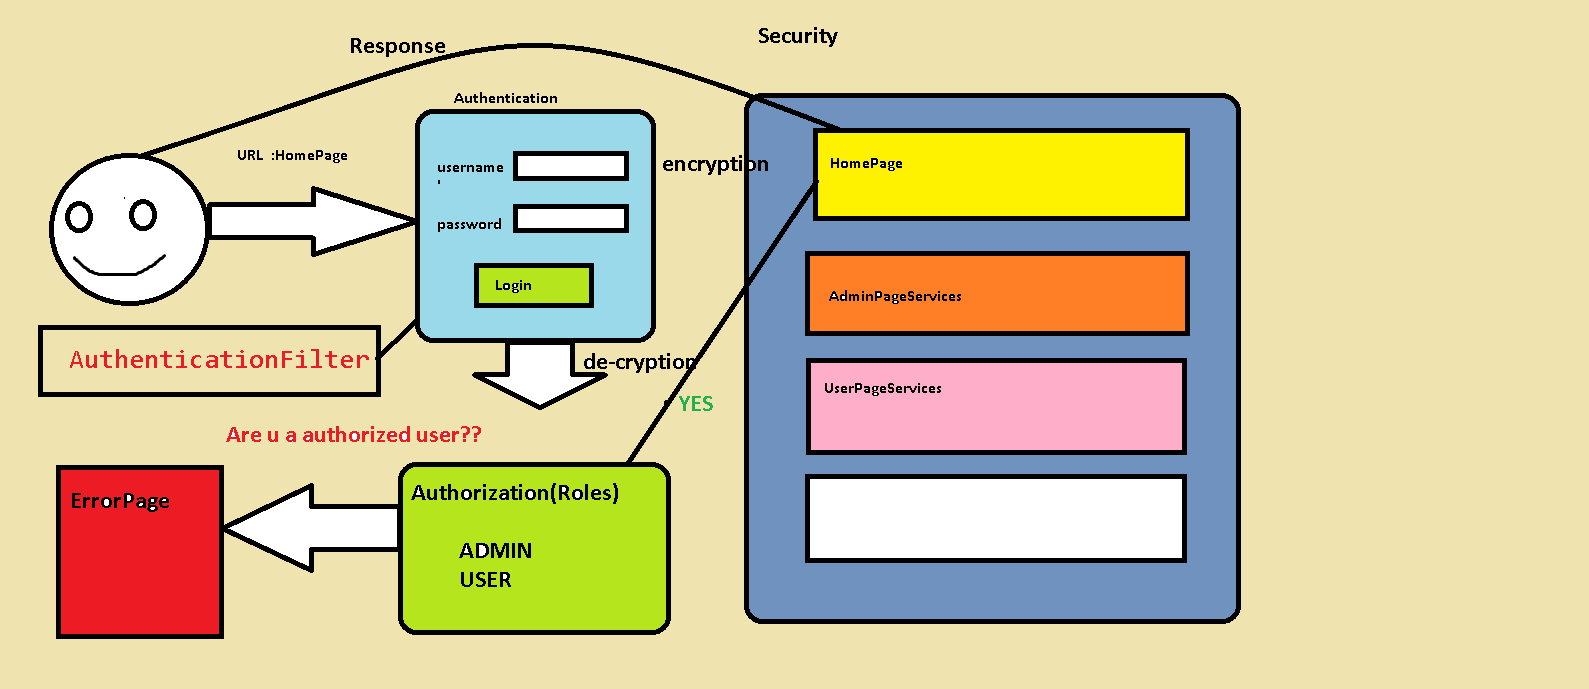 Security
Response
Authentication
URL :HomePage
username
encryption
HomePage
password
Login
AdminPageServices
AuthenticationFilter
de-cryption
UserPageServices
YES
Are u a authorized user??
ErrorPage
Authorization(Roles)
ADMIN
USER